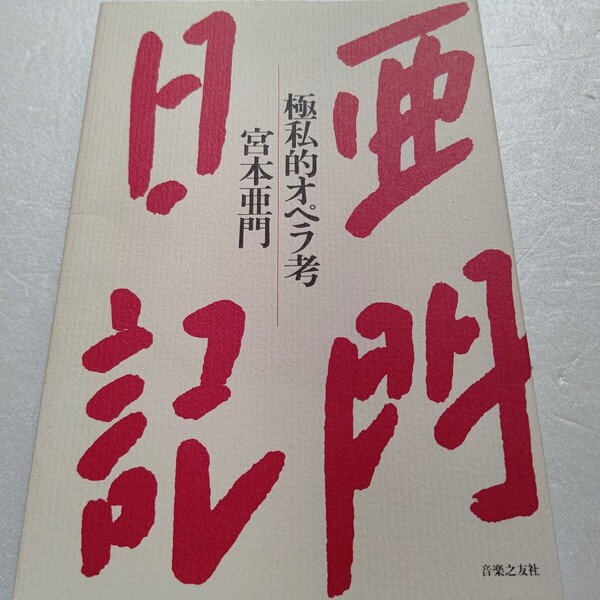 亜門
日記
極私的オペラ考
宮本亜門
音楽之友社